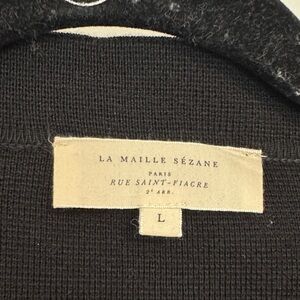 LA MAILLE SÉZANE
PARIS
RUE SAINT-FIACRE
2ᵉ ARR.
L